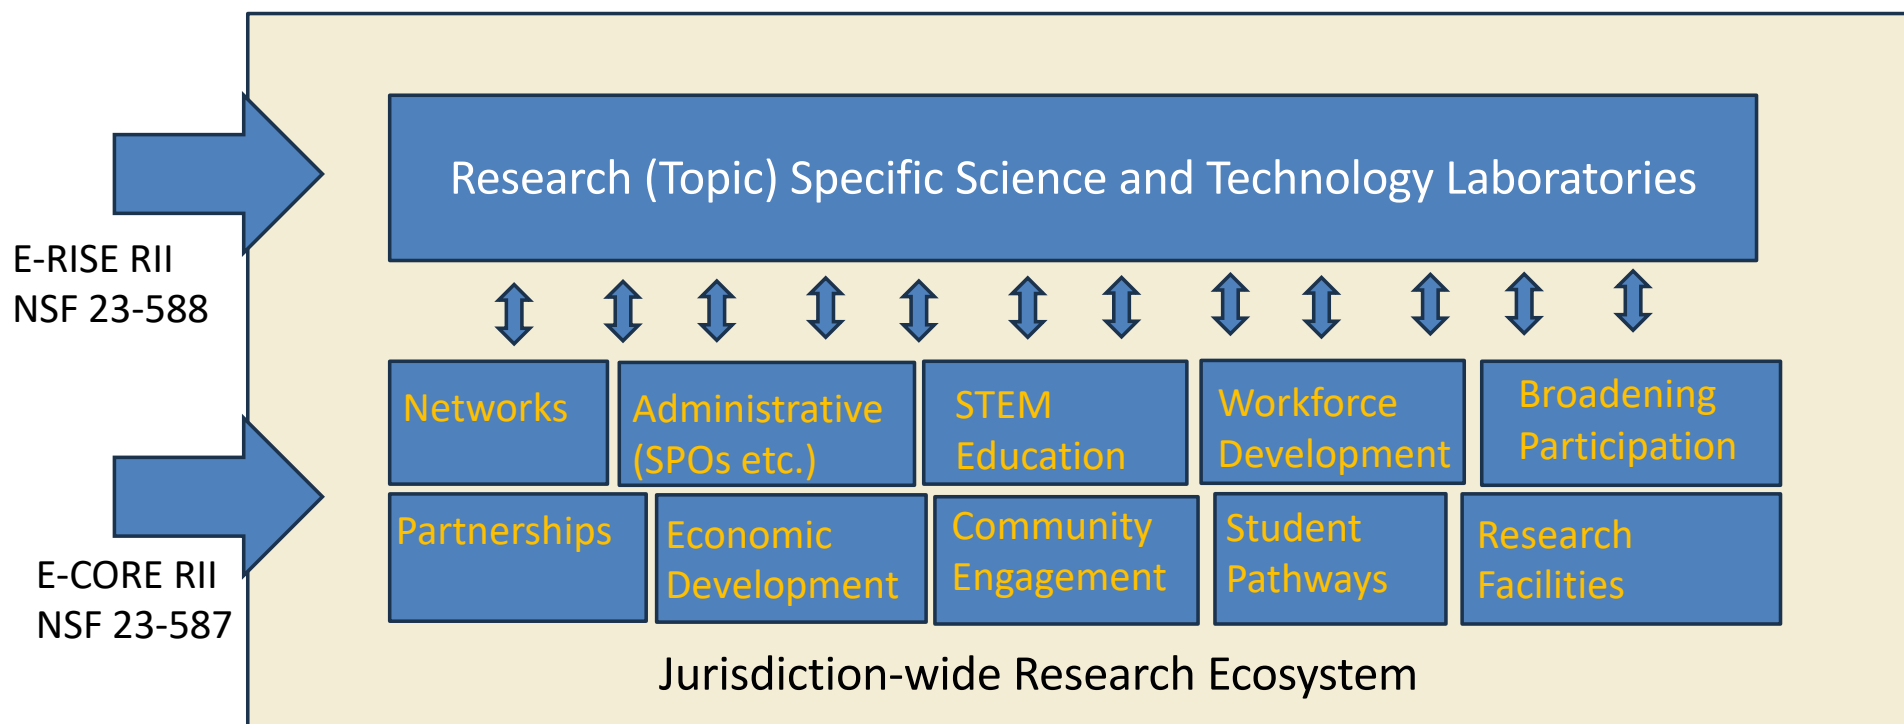 Research (Topic) Specific Science and Technology Laboratories
E-RISE RII
NSF 23-588
Networks
Administrative
(SPOs etc.)
STEM
Education
Workforce
Development
Broadening
Participation
E-CORE RII
NSF 23-587
Partnerships
Economic
Development
Community
Engagement
Student
Pathways
Research
Facilities
Jurisdiction-wide Research Ecosystem